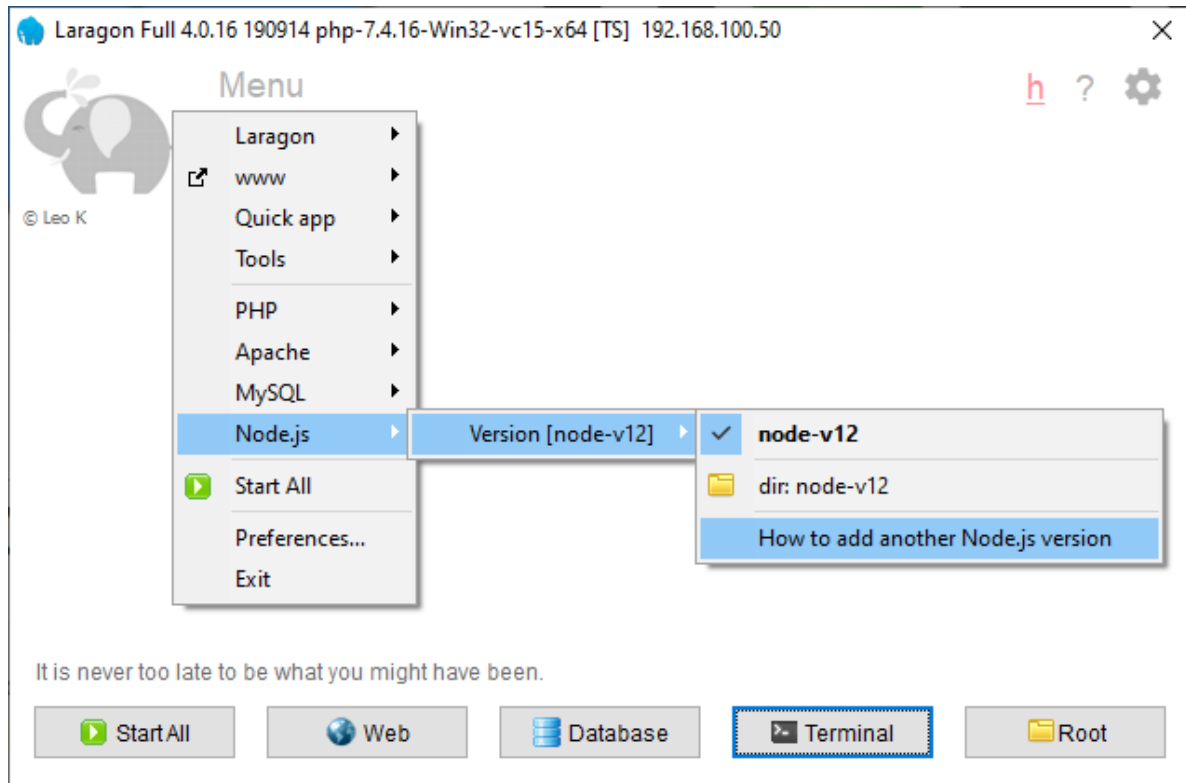 Laragon Full 4.0.16 190914 php-7.4.16-Win32-vc15-x64 [TS]  192.168.100.50
Menu
h ?
© Leo K
Laragon
www
Quick app
Tools
PHP
Apache
MySQL
Node.js
Version [node-v12]
node-v12
dir: node-v12
How to add another Node.js version
Start All
Preferences...
Exit
It is never too late to be what you might have been.
Start All
Web
Database
Terminal
Root